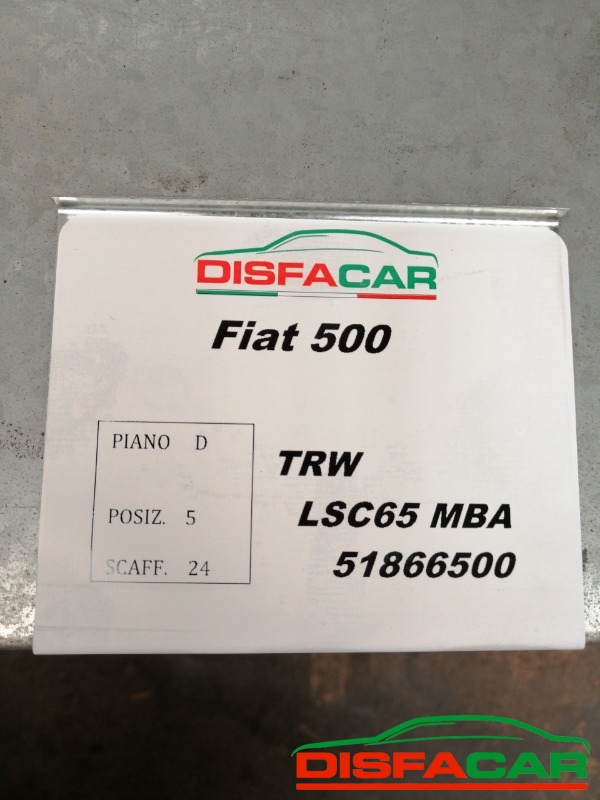 DISFACAR
Fiat 500
PIANO D
POSIZ. 5
SCAFF. 24
TRW
LSC65 MBA
51866500
DISFACAR